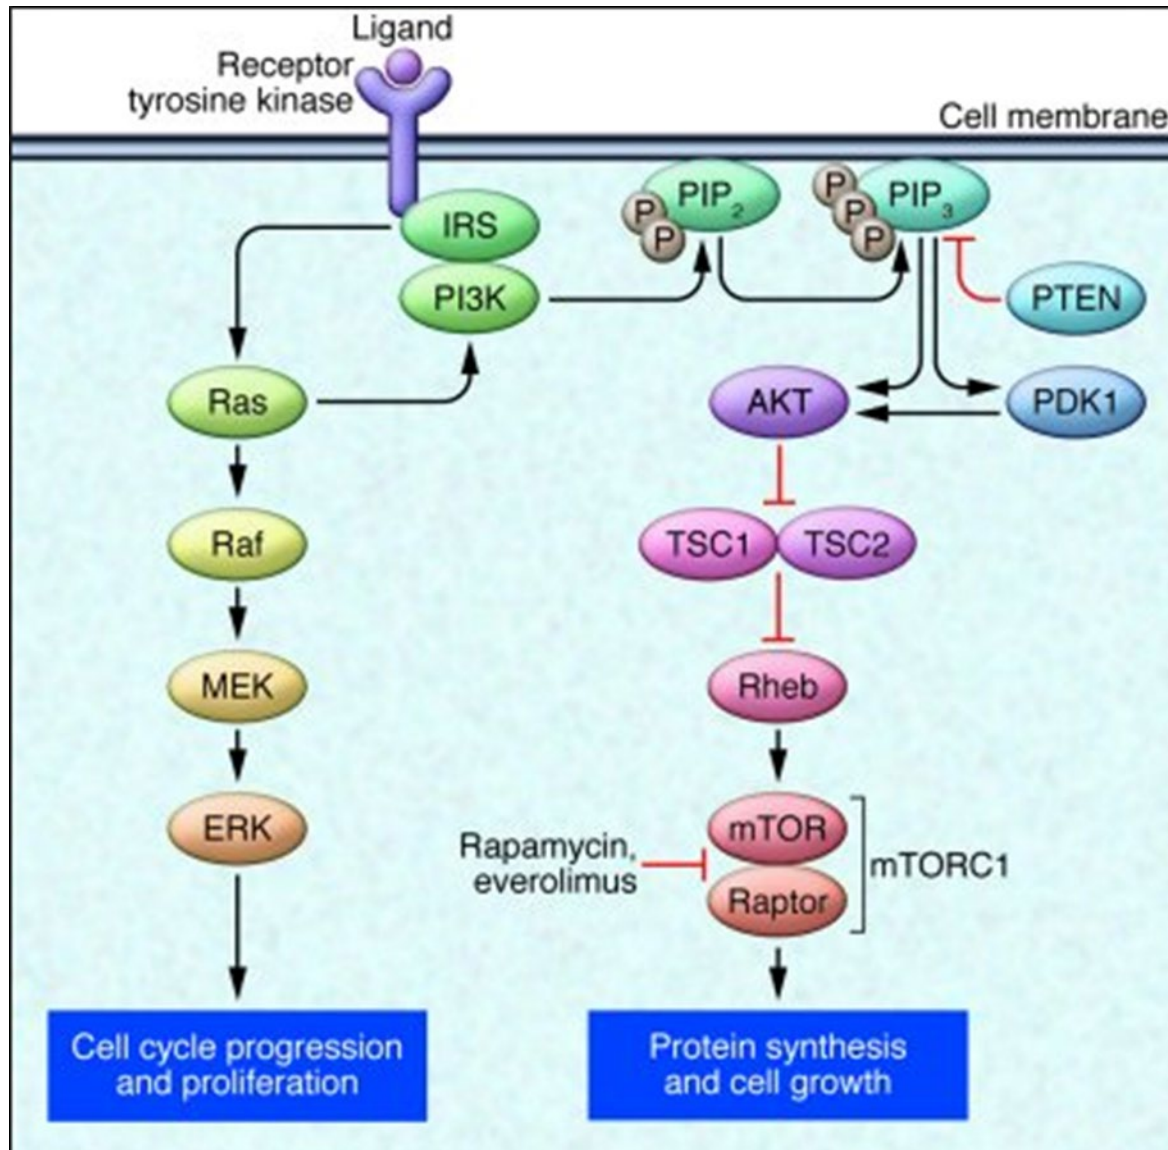 Ligand
Receptor
tyrosine kinase
Cell membrane
IRS
PI3K
P
P
PIP2
P
P
P
PIP3
PTEN
Ras
AKT
PDK1
Raf
TSC1
TSC2
MEK
Rheb
ERK
Rapamycin,
everolimus
mTOR
Raptor
mTORC1
Cell cycle progression
and proliferation
Protein synthesis
and cell growth